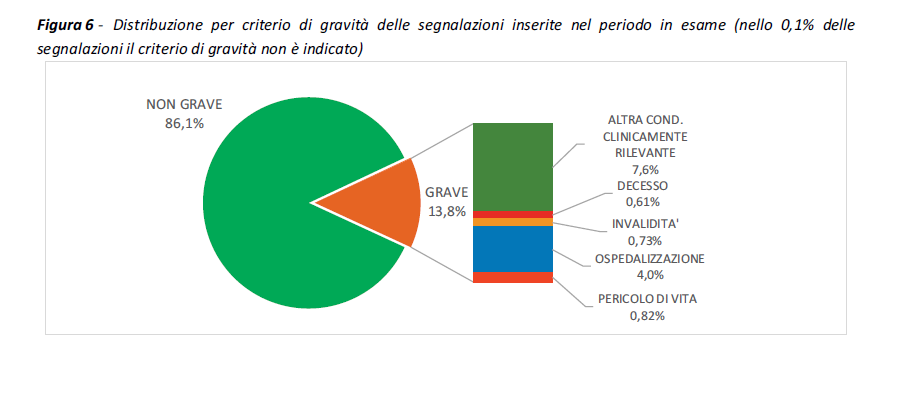 Figura 6 - Distribuzione per criterio di gravità delle segnalazioni inserite nel periodo in esame (nello 0,1% delle
segnalazioni il criterio di gravità non è indicato)
NON GRAVE
86,1%
GRAVE
13,8%
ALTRA COND.
CLINICAMENTE
RILEVANTE
7,6%
DECESSO
0,61%
INVALIDITA'
0,73%
OSPEDALIZZAZIONE
4,0%
PERICOLO DI VITA
0,82%